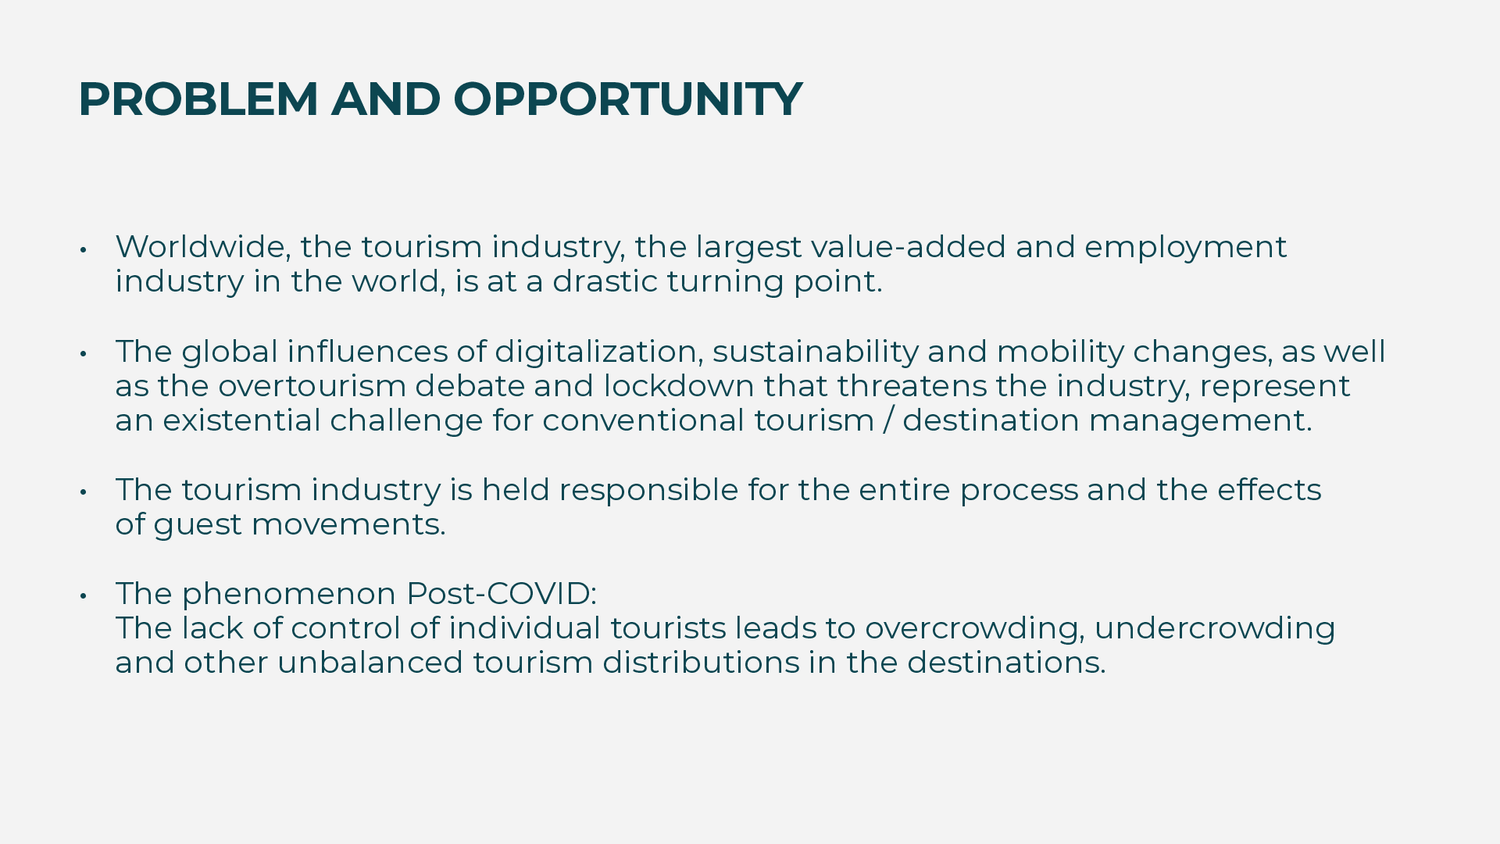 PROBLEM AND OPPORTUNITY
• Worldwide, the tourism industry, the largest value-added and employment
industry in the world, is at a drastic turning point.
• The global influences of digitalization, sustainability and mobility changes, as well
as the overtourism debate and lockdown that threatens the industry, represent
an existential challenge for conventional tourism / destination management.
• The tourism industry is held responsible for the entire process and the effects
of guest movements.
• The phenomenon Post-COVID:
The lack of control of individual tourists leads to overcrowding, undercrowding
and other unbalanced tourism distributions in the destinations.